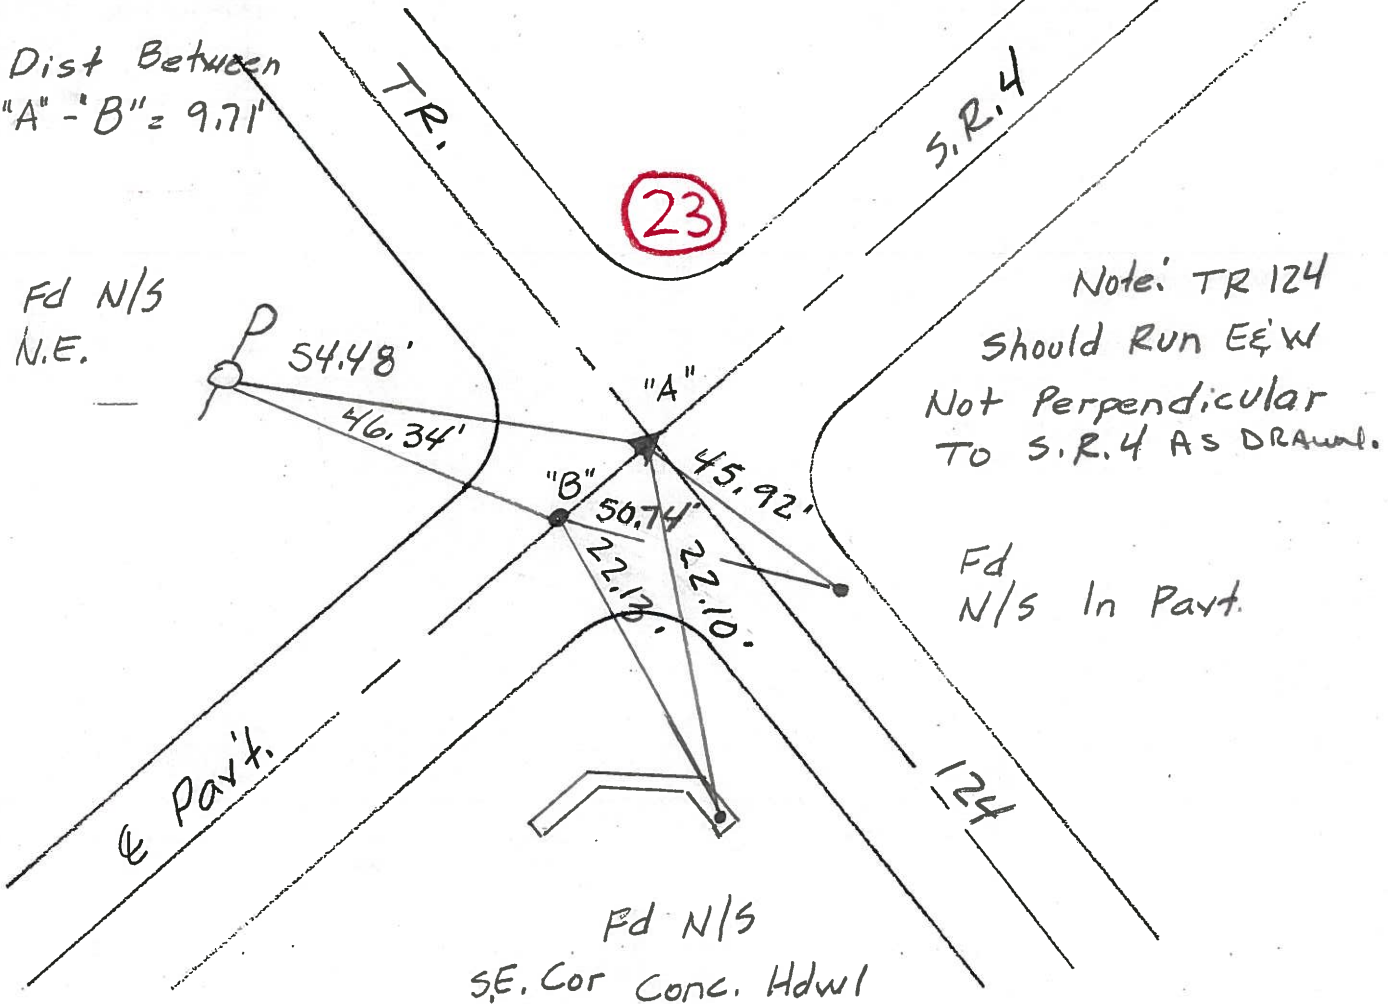 Dist Between
"A" - "B" = 9.71'
TR.
S.R.4
23
Fd N/S
N.E.
54.48'
46.34'
"A"
Note: TR 124
Should Run E&W
Not Perpendicular
To S.R.4 As Drawn.
45.92'
"B"
50.74'
22.13'
22.10'
Fd
N/S In Pavt.
℄ Pav't.
124
Fd N/S
S.E. Cor Conc. Hdwl